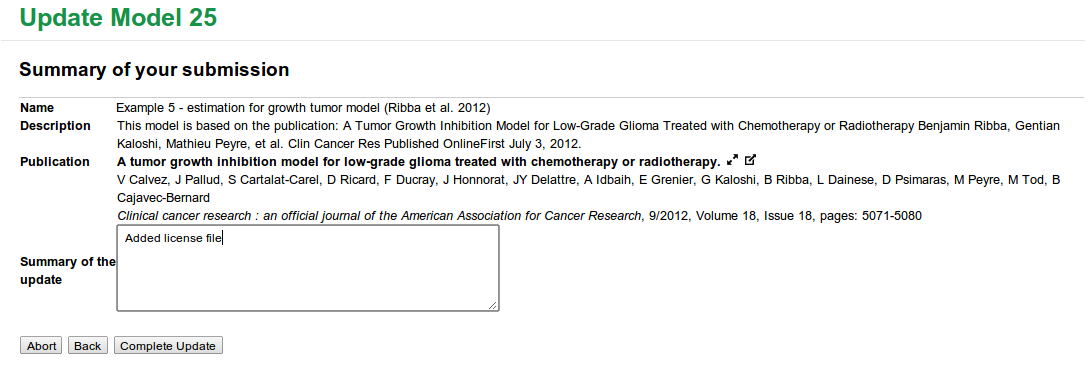 Update Model 25
Summary of your submission
Name Example 5 - estimation for growth tumor model (Ribba et al. 2012)
Description This model is based on the publication: A Tumor Growth Inhibition Model for Low-Grade Glioma Treated with Chemotherapy or Radiotherapy Benjamin Ribba, Gentian
Kaloshi, Mathieu Peyre, et al. Clin Cancer Res Published OnlineFirst July 3, 2012.
Publication A tumor growth inhibition model for low-grade glioma treated with chemotherapy or radiotherapy.
V Calvez, J Pallud, S Cartalat-Carel, D Ricard, F Ducray, J Honnorat, JY Delattre, A Idbaih, E Grenier, G Kaloshi, B Ribba, L Dainese, D Psimaras, M Peyre, M Tod, B
Cajavec-Bernard
Clinical cancer research : an official journal of the American Association for Cancer Research, 9/2012, Volume 18, Issue 18, pages: 5071-5080
Added license file
Summary of the
update
Abort Back Complete Update